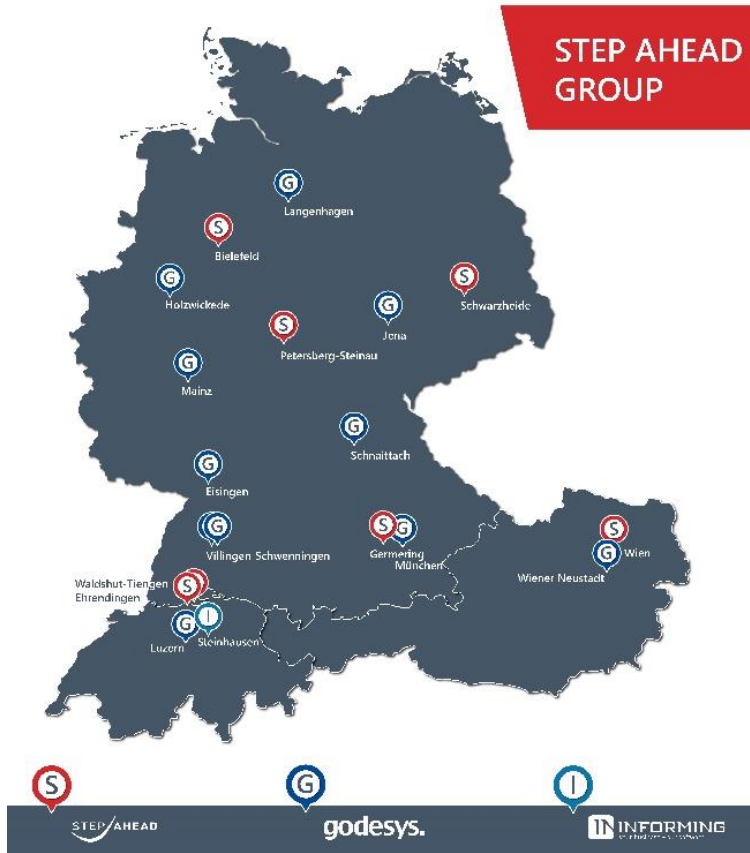 STEP AHEAD
GROUP
G
Langenhagen
S
Bielefeld
G
Holzwickede
S
Schwarzheide
G
Jena
S
Petersberg-Steinau
G
Mainz
G
Schnaittach
G
Eisingen
G
Villingen Schwenningen
S
G
Germering
München
S
Wien
G
Wiener Neustadt
Waldshut-Tiengen
Ehrendingen
S
G
I
Luzern
Steinhausen
S
G
I
STEP AHEAD
godesys.
IN INFORMING